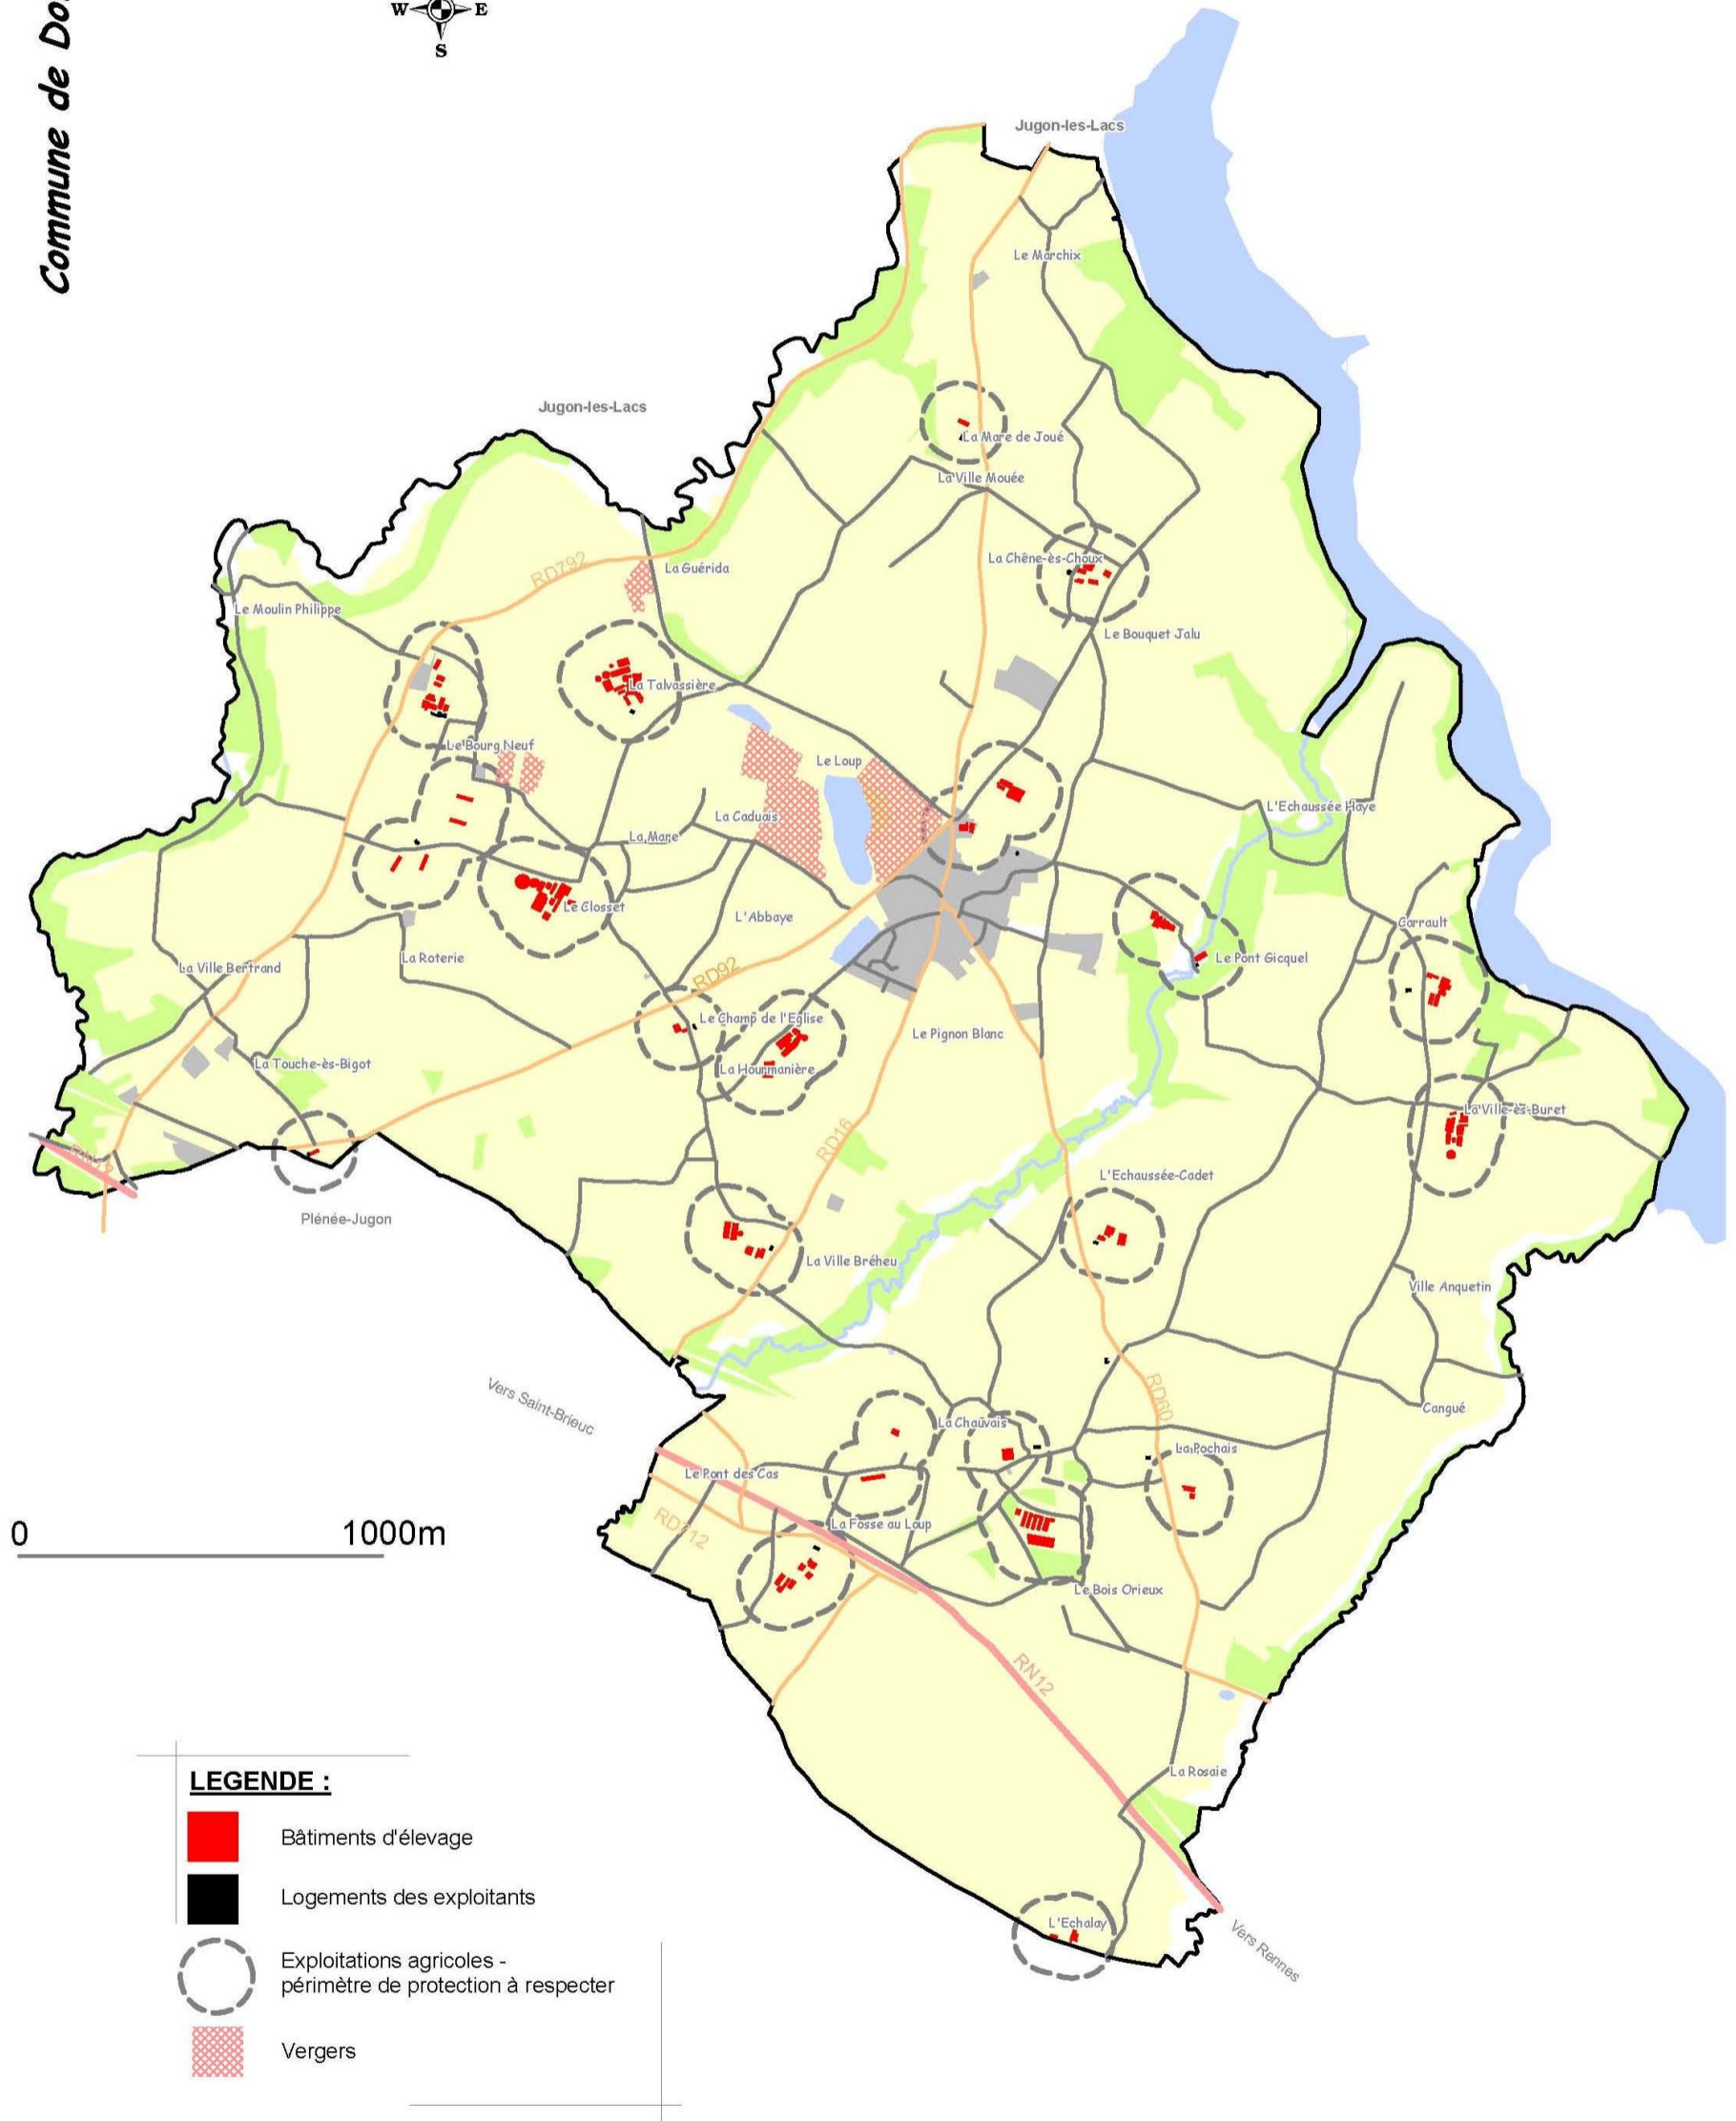 Commune de Do
W E
S
Jugon-les-Lacs
Le Marchix
Jugon-les-Lacs
La Mare de Joué
La Ville Mouée
La Chêne-ès-Choux
RD792
La Guérida
Le Moulin Philippe
Le Bouquet Jalu
La Talvassière
Le Bourg Neuf
Le Loup
L'Echaussée Haye
La Caduais
La Mare
Le Closset
L'Abbaye
Garrault
La Roterie
Le Pont Gicquel
La Ville Bertrand
RD92
Le Champ de l'Eglise
Le Pignon Blanc
La Touche-ès-Bigot
La Hourmanière
La Ville-ès-Buret
RD16
L'Echaussée-Cadet
Plénée-Jugon
La Ville Bréheu
Ville Anquetin
Vers Saint-Brieuc
RD60
Cangué
La Chauvais
La Rochais
Le Pont des Cas
RD712
La Fosse au Loup
0 1000m
Le Bois Orieux
RN12
La Rosaie
L'Echalay
Vers Rennes
LEGENDE :
Bâtiments d'élevage
Logements des exploitants
Exploitations agricoles -
périmètre de protection à respecter
Vergers